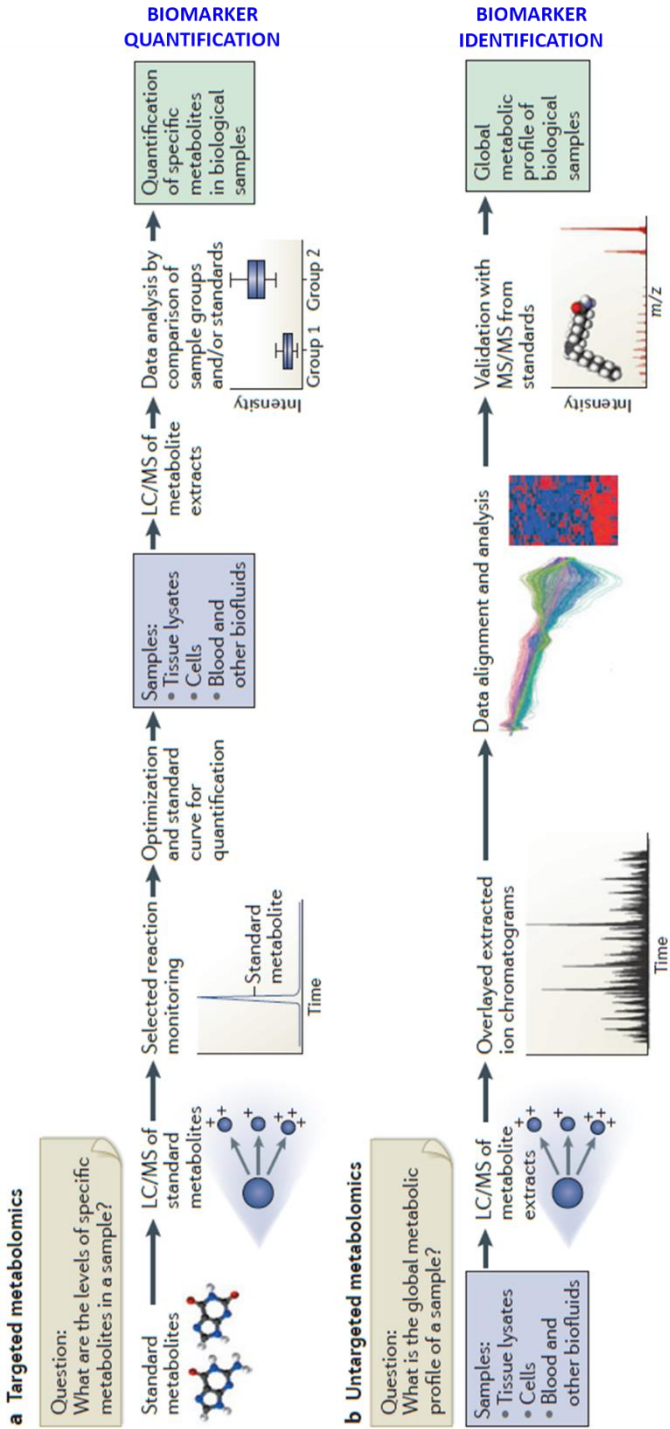 BIOMARKER
QUANTIFICATION
BIOMARKER
IDENTIFICATION
a Targeted metabolomics
Question:
What are the levels of specific
metabolites in a sample?
Standard
metabolites
LC/MS of
standard
metabolites
+
+
+
+
+
Selected reaction
monitoring
Standard
metabolite
Time
Optimization
and standard
curve for
quantification
Samples:
• Tissue lysates
• Cells
• Blood and
other biofluids
LC/MS of
metabolite
extracts
Data analysis by
comparison of
sample groups
and/or standards
Intensity
Group 1 Group 2
Quantification
of specific
metabolites
in biological
samples
b Untargeted metabolomics
Question:
What is the global metabolic
profile of a sample?
Samples:
• Tissue lysates
• Cells
• Blood and
other biofluids
LC/MS of
metabolite
extracts
+
+
+
+
+
Overlayed extracted
ion chromatograms
Time
Data alignment and analysis
Validation with
MS/MS from
standards
Intensity
m/z
Global
metabolic
profile of
biological
samples